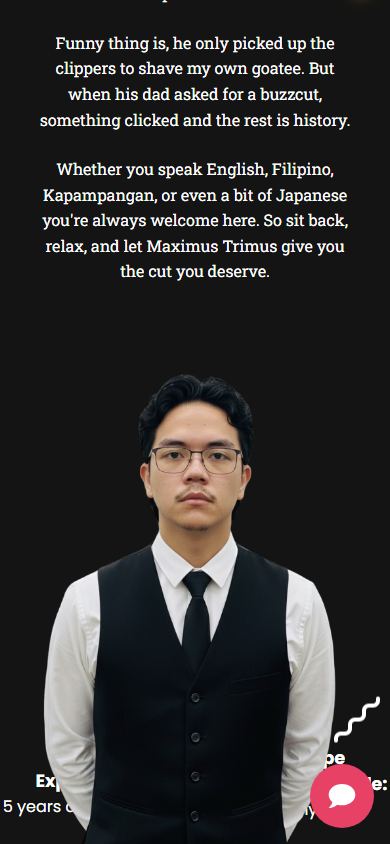 Funny thing is, he only picked up the
clippers to shave my own goatee. But
when his dad asked for a buzzcut,
something clicked and the rest is history.
Whether you speak English, Filipino,
Kapampangan, or even a bit of Japanese
you're always welcome here. So sit back,
relax, and let Maximus Trimus give you
the cut you deserve.
5 years